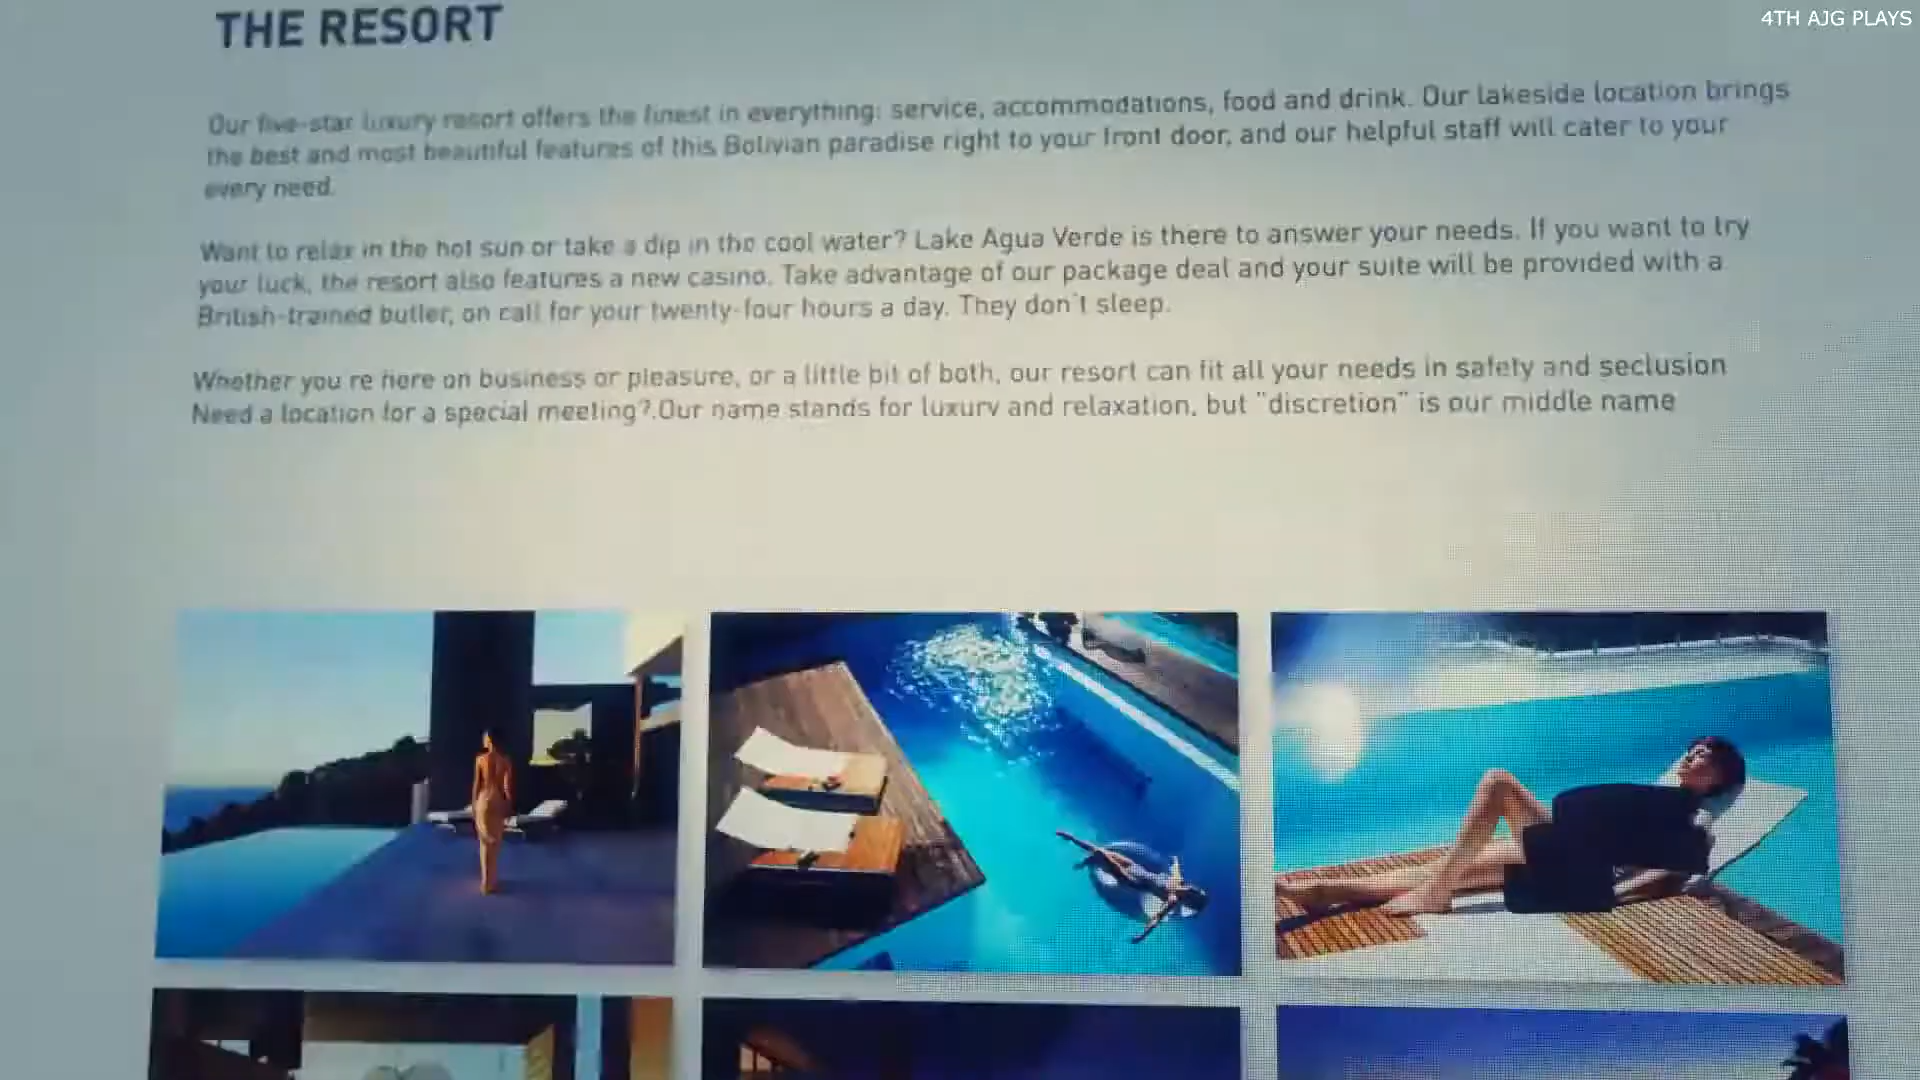 4TH AJG PLAYS
THE RESORT
Our five-star luxury resort offers the finest in everything: service, accommodations, food and drink. Our lakeside location brings
the best and most beautiful features of this Bolivian paradise right to your front door, and our helpful staff will cater to your
every need.
Want to relax in the hot sun or take a dip in the cool water? Lake Agua Verde is there to answer your needs. If you want to try
your luck, the resort also features a new casino. Take advantage of our package deal and your suite will be provided with a
British-trained butler, on call for your twenty-four hours a day. They don't sleep.
Whether you're here on business or pleasure, or a little bit of both, our resort can fit all your needs in safety and seclusion
Need a location for a special meeting?.Our name stands for luxury and relaxation, but "discretion" is our middle name